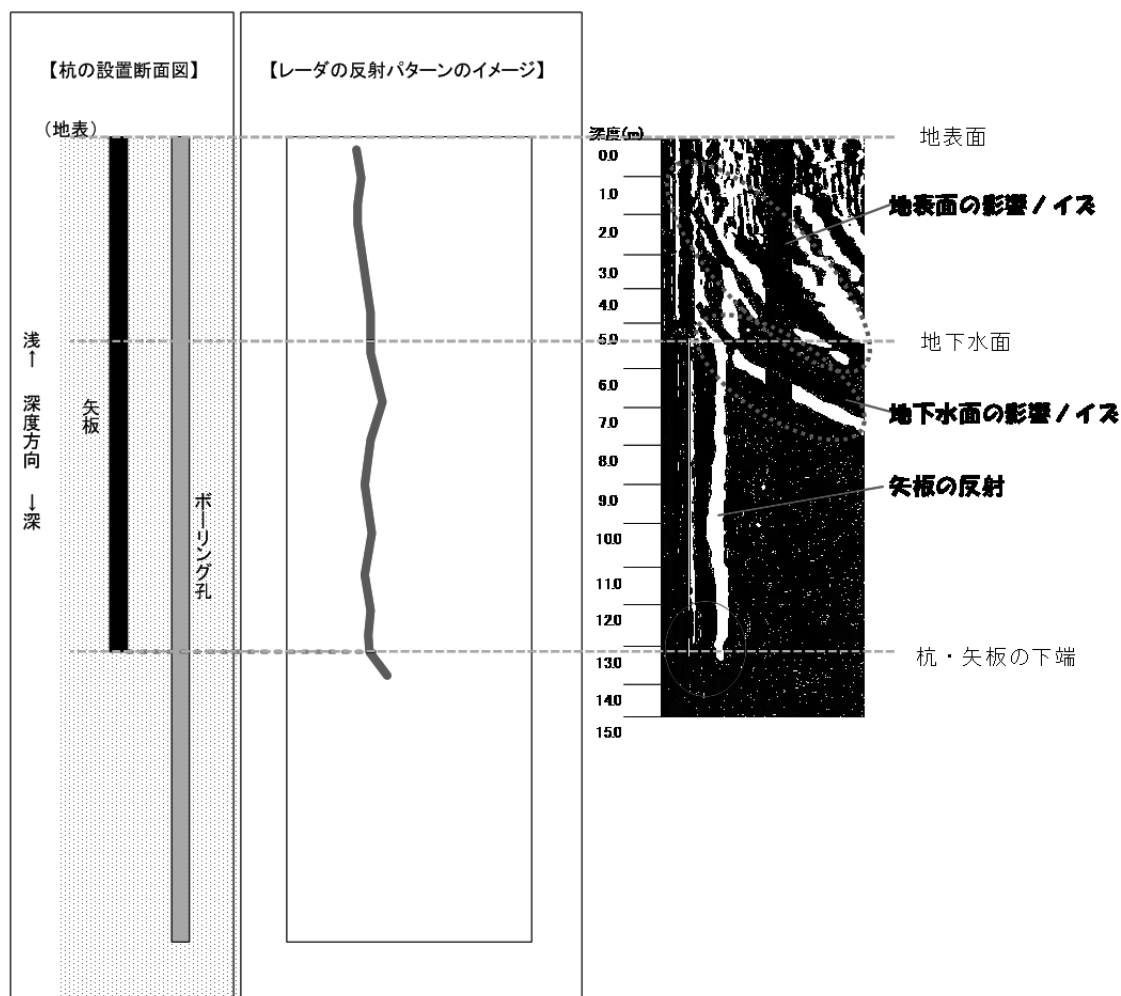 【杭の設置断面図】
(地表)
浅↑ 深度方向 ↓深
矢板
ボーリング孔
【レーダの反射パターンのイメージ】
深度(m)
0.0
1.0
2.0
3.0
4.0
5.0
6.0
7.0
8.0
9.0
10.0
11.0
12.0
13.0
14.0
15.0
地表面
地表面の影響ノイズ
地下水面
地下水面の影響ノイズ
矢板の反射
杭・矢板の下端